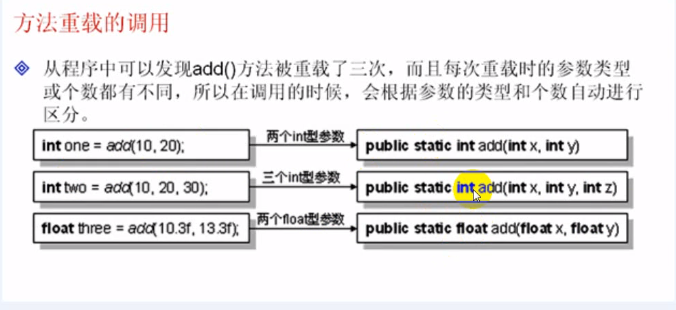 方法重载的调用
从程序中可以发现add()方法被重载了三次，而且每次重载时的参数类型
或个数都有不同，所以在调用的时候，会根据参数的类型和个数自动进行
区分。
int one = add(10, 20); 两个int型参数 public static int add(int x, int y)
int two = add(10, 20, 30); 三个int型参数 public static int add(int x, int y, int z)
float three = add(10.3f, 13.3f); 两个float型参数 public static float add(float x, float y)